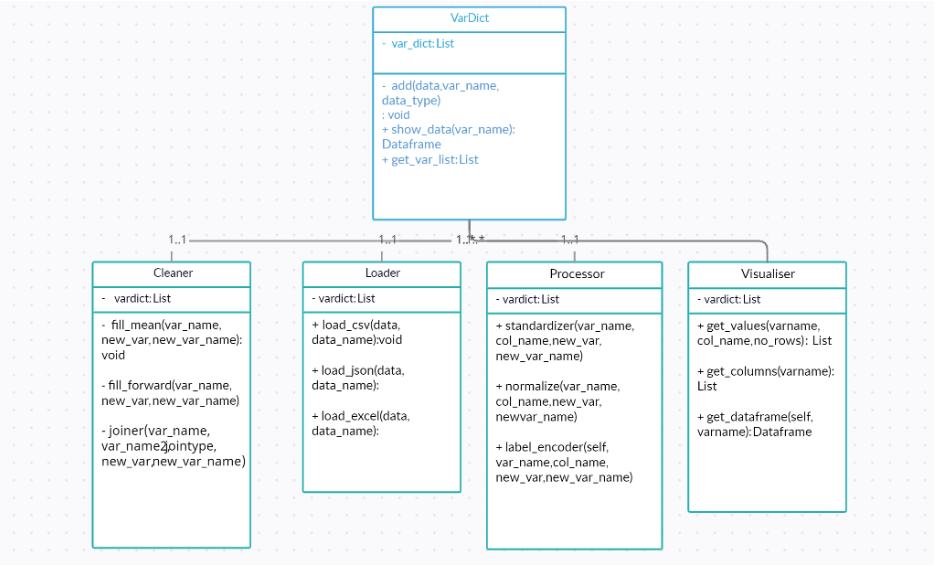 VarDict
- var_dict:List
- add(data,var_name,
data_type)
: void
+ show_data(var_name):
Dataframe
+ get_var_list:List
1..1
1..1
1..1
1..1
Cleaner
- vardict:List
- fill_mean(var_name,
new_var,new_var_name):
void
- fill_forward(var_name,
new_var,new_var_name)
- joiner(var_name,
var_name2,jointype,
new_var,new_var_name)
Loader
- vardict:List
+ load_csv(data,
data_name):void
+ load_json(data,
data_name):
+ load_excel(data,
data_name):
Processor
- vardict:List
+ standardizer(var_name,
col_name,new_var,
new_var_name)
+ normalize(var_name,
col_name,new_var,
newvar_name)
+ label_encoder(self,
var_name,col_name,
new_var,new_var_name)
Visualiser
- vardict:List
+ get_values(varname,
col_name,no_rows): List
+ get_columns(varname):
List
+ get_dataframe(self,
varname):Dataframe